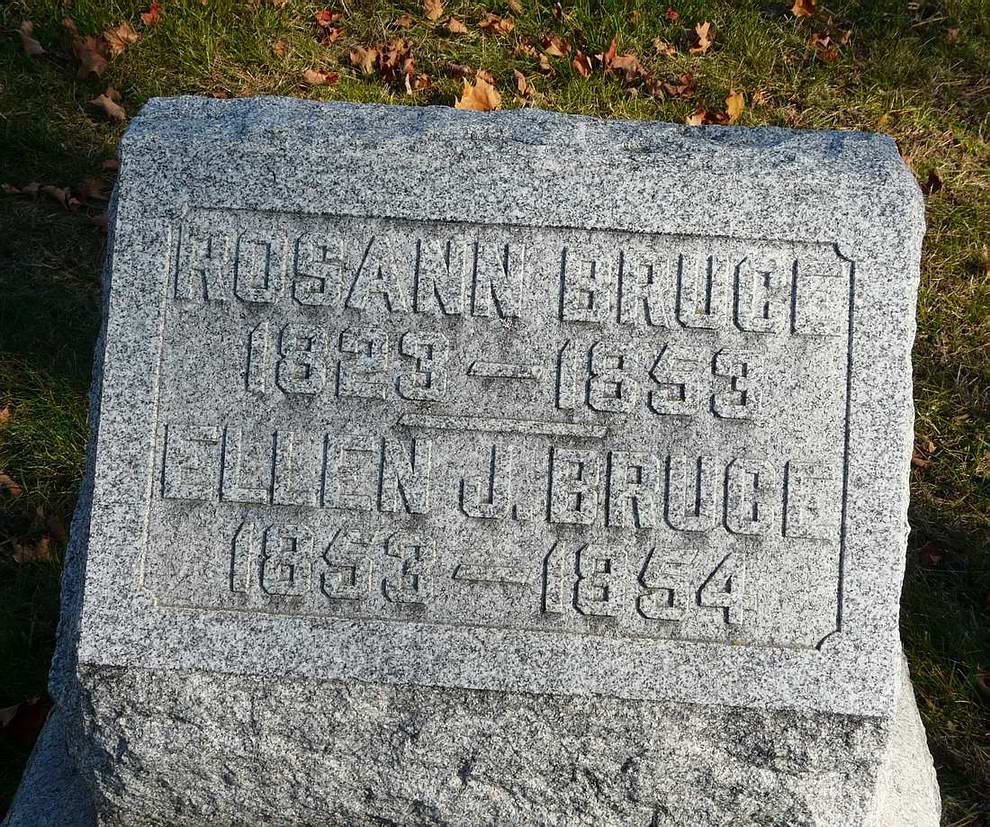 ROSANN BRUCE
1823 — 1853
ELLEN J. BRUCE
1853 — 1854